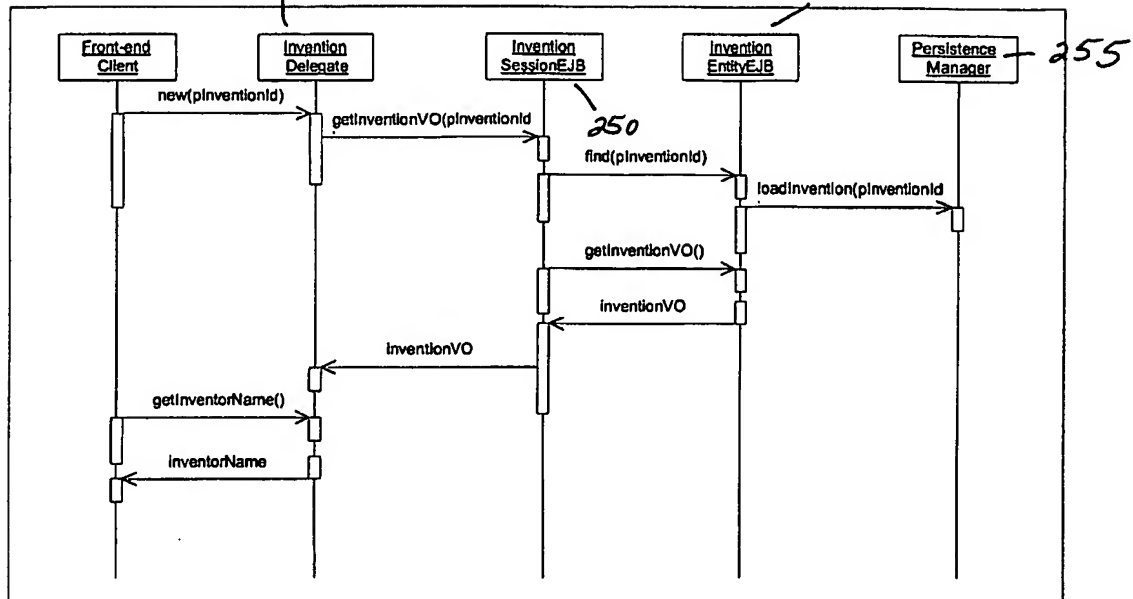 Front-end
Client
Invention
Delegate
Invention
SessionEJB
Invention
EntityEJB
Persistence
Manager
255
250
new(pInventionId)
getInventionVO(pInventionId
find(pInventionId)
loadInvention(pInventionId
getInventionVO()
inventionVO
inventionVO
getInventorName()
inventorName